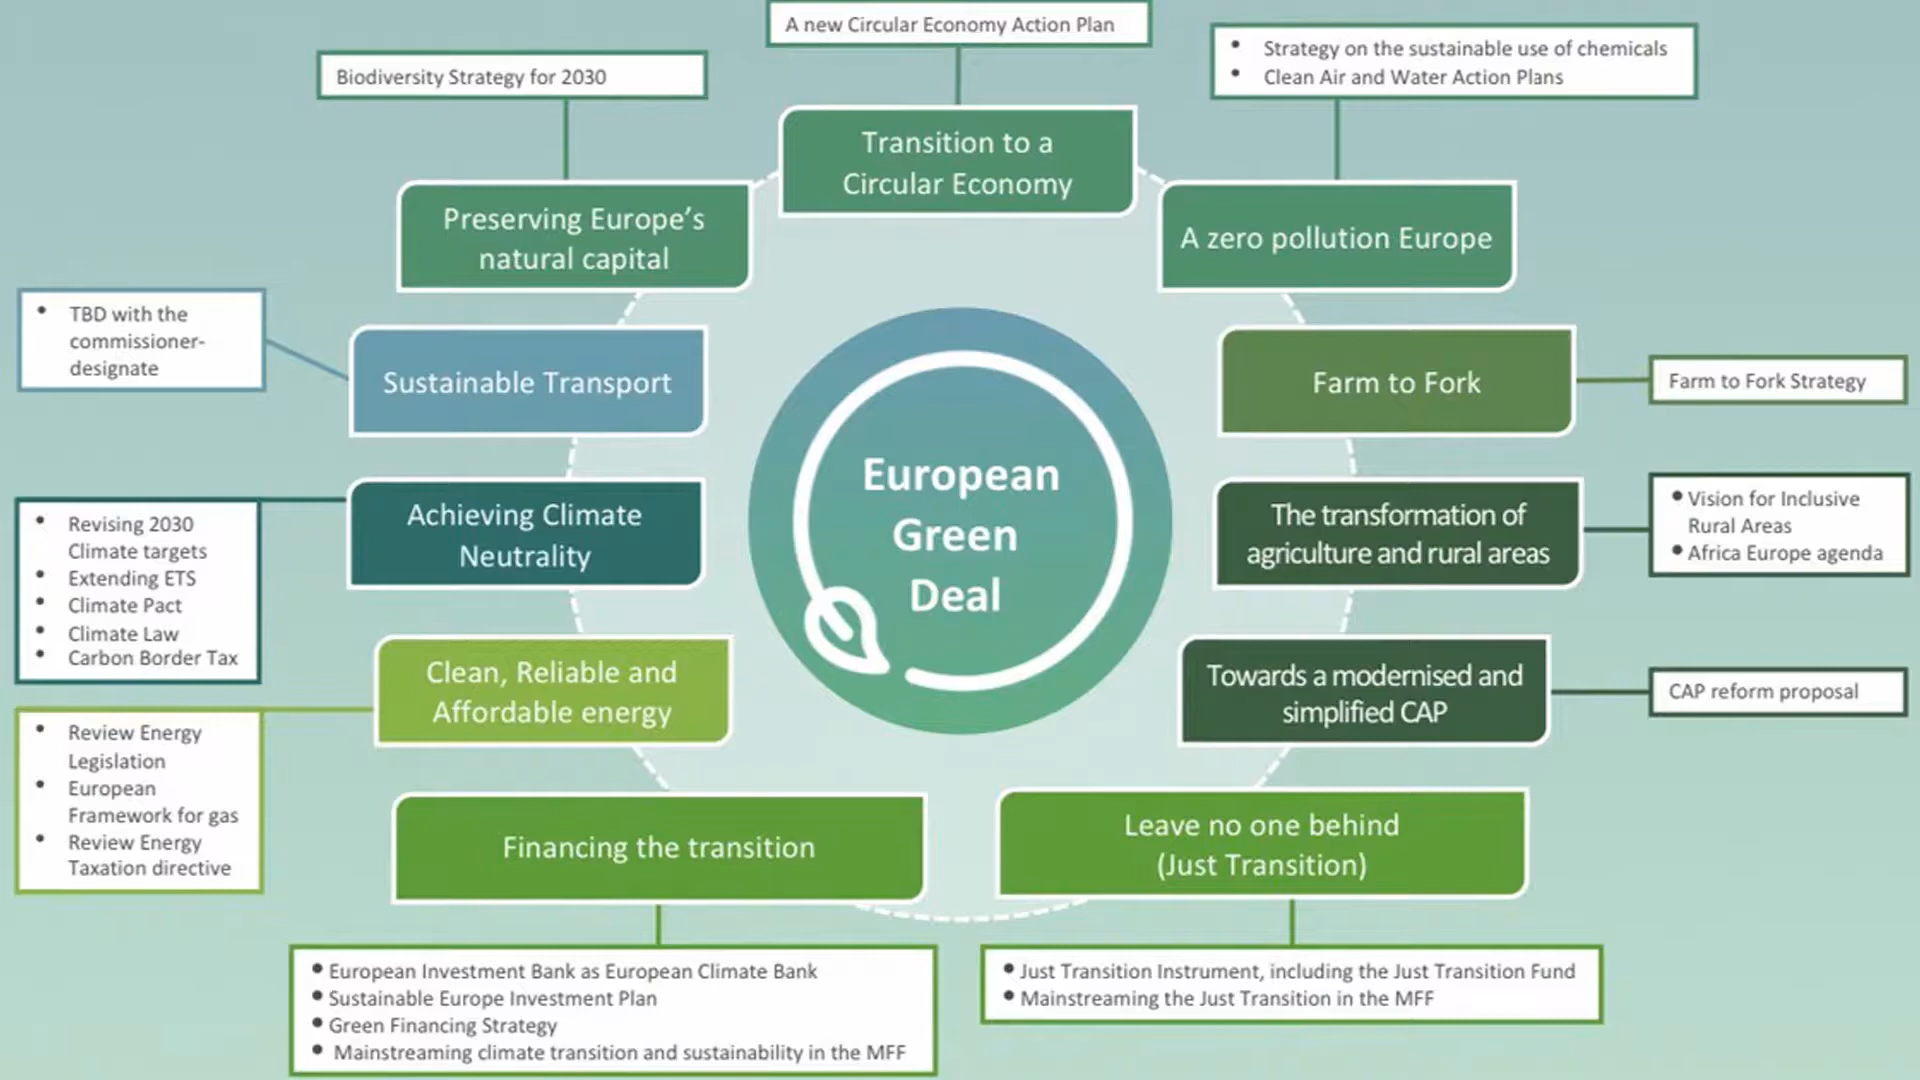 A new Circular Economy Action Plan
Biodiversity Strategy for 2030
• Strategy on the sustainable use of chemicals
• Clean Air and Water Action Plans
Transition to a
Circular Economy
Preserving Europe’s
natural capital
A zero pollution Europe
• TBD with the
commissioner-
designate
Sustainable Transport
Farm to Fork
Farm to Fork Strategy
European
Green
Deal
Achieving Climate
Neutrality
• Revising 2030
Climate targets
• Extending ETS
• Climate Pact
• Climate Law
• Carbon Border Tax
The transformation of
agriculture and rural areas
• Vision for Inclusive
Rural Areas
• Africa Europe agenda
Clean, Reliable and
Affordable energy
• Review Energy
Legislation
• European
Framework for gas
• Review Energy
Taxation directive
Towards a modernised and
simplified CAP
CAP reform proposal
Financing the transition
Leave no one behind
(Just Transition)
• European Investment Bank as European Climate Bank
• Sustainable Europe Investment Plan
• Green Financing Strategy
• Mainstreaming climate transition and sustainability in the MFF
• Just Transition Instrument, including the Just Transition Fund
• Mainstreaming the Just Transition in the MFF